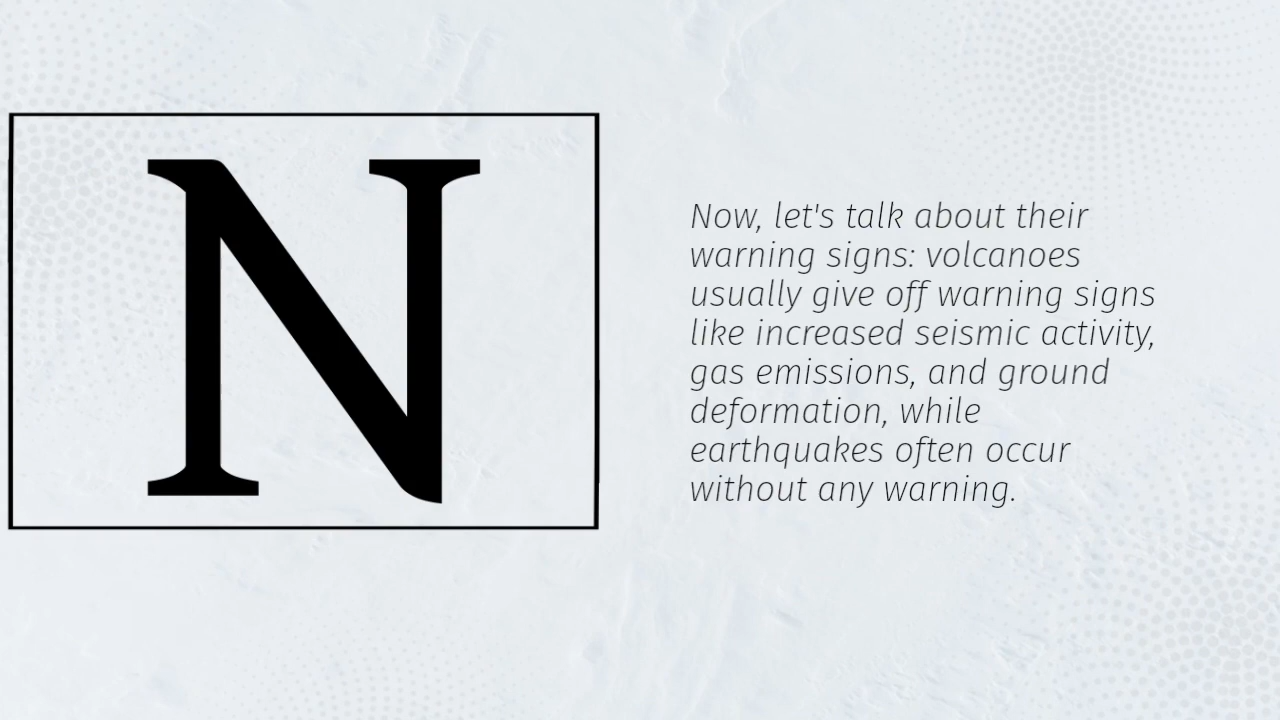 N
Now, let's talk about their
warning signs: volcanoes
usually give off warning signs
like increased seismic activity,
gas emissions, and ground
deformation, while
earthquakes often occur
without any warning.